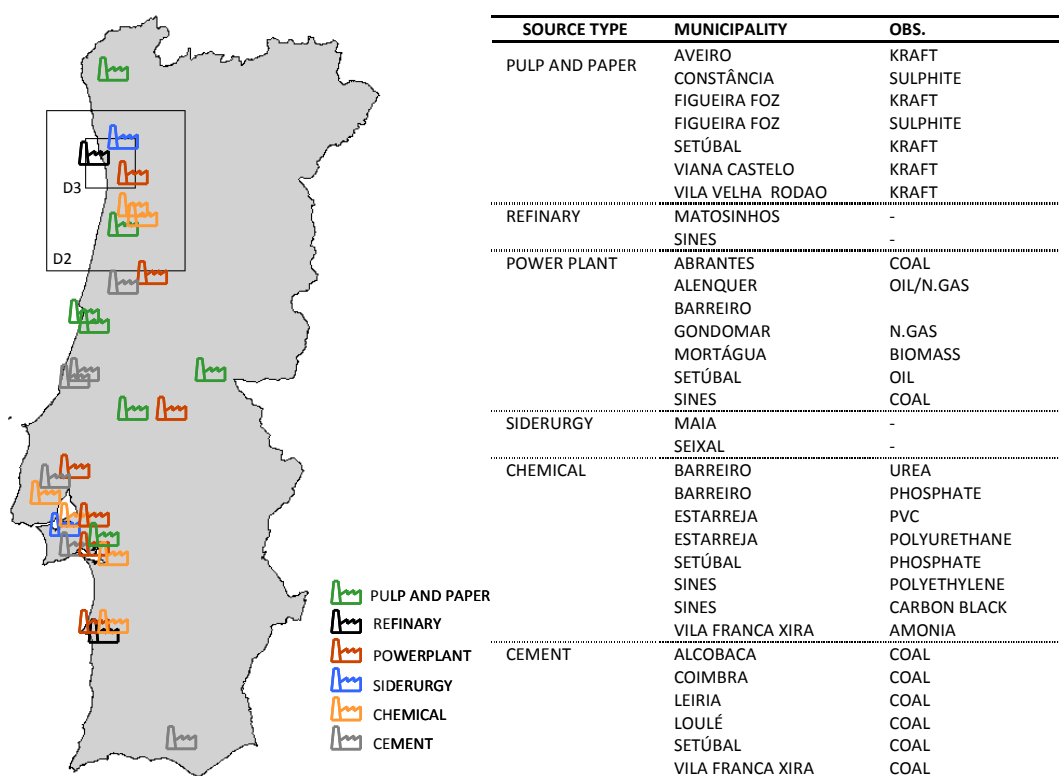 D3
D2
PULP AND PAPER
REFINARY
POWERPLANT
SIDERURGY
CHEMICAL
CEMENT
SOURCE TYPE MUNICIPALITY OBS.
PULP AND PAPER AVEIRO KRAFT
CONSTÂNCIA SULPHITE
FIGUEIRA FOZ KRAFT
FIGUEIRA FOZ SULPHITE
SETÚBAL KRAFT
VIANA CASTELO KRAFT
VILA VELHA RODAO KRAFT
REFINARY MATOSINHOS -
SINES -
POWER PLANT ABRANTES COAL
ALENQUER OIL/N.GAS
BARREIRO
GONDOMAR N.GAS
MORTÁGUA BIOMASS
SETÚBAL OIL
SINES COAL
SIDERURGY MAIA -
SEIXAL -
CHEMICAL BARREIRO UREA
BARREIRO PHOSPHATE
ESTARREJA PVC
ESTARREJA POLYURETHANE
SETÚBAL PHOSPHATE
SINES POLYETHYLENE
SINES CARBON BLACK
VILA FRANCA XIRA AMONIA
CEMENT ALCOBACA COAL
COIMBRA COAL
LEIRIA COAL
LOULÉ COAL
SETÚBAL COAL
VILA FRANCA XIRA COAL